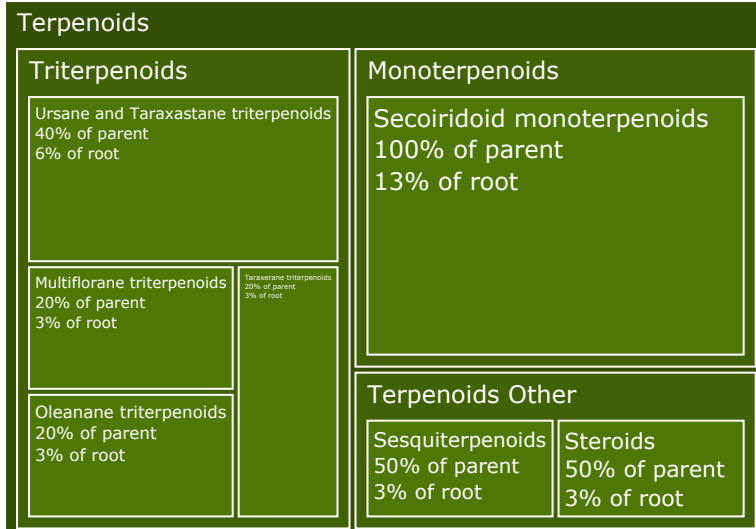 Terpenoids
Triterpenoids
Ursane and Taraxastane triterpenoids
40% of parent
6% of root
Multiflorane triterpenoids
20% of parent
3% of root
Taraxerane triterpenoids
20% of parent
3% of root
Oleanane triterpenoids
20% of parent
3% of root
Monoterpenoids
Secoiridoid monoterpenoids
100% of parent
13% of root
Terpenoids Other
Sesquiterpenoids
50% of parent
3% of root
Steroids
50% of parent
3% of root